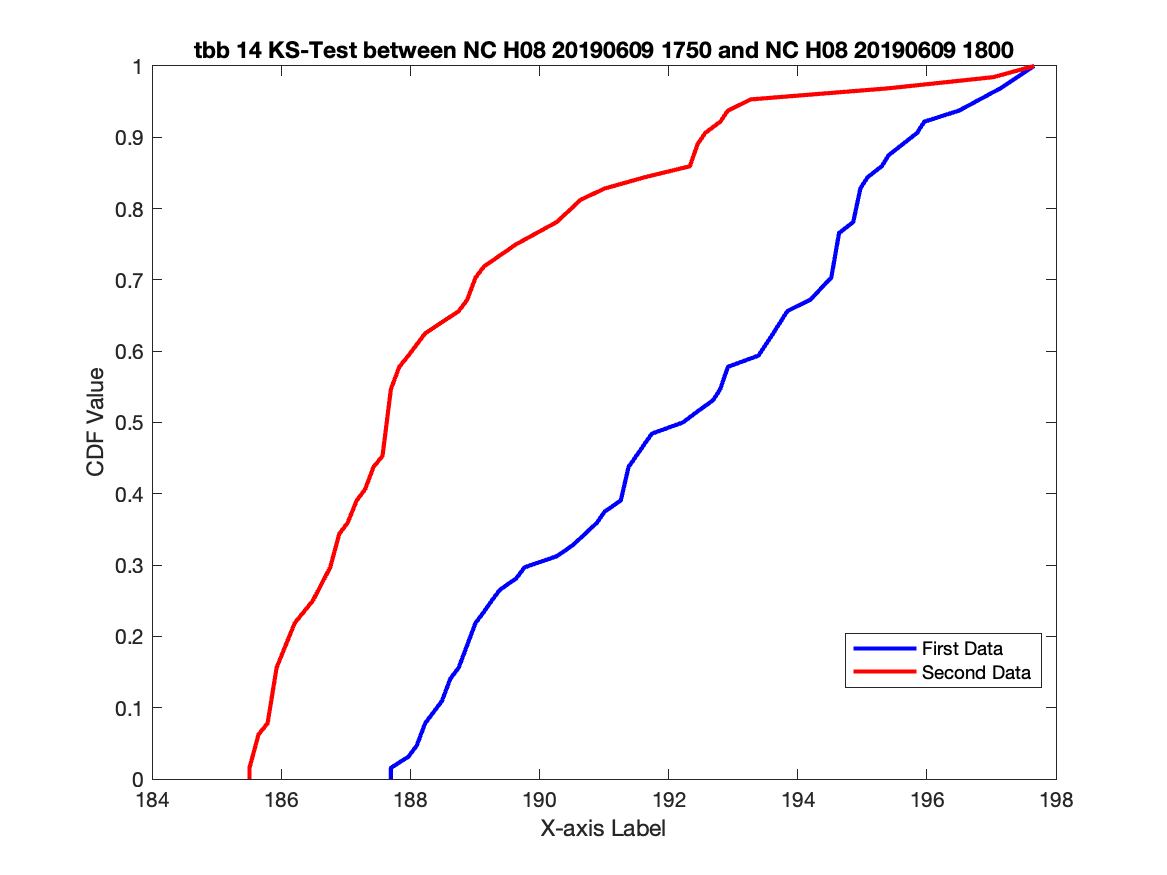 tbb 14 KS-Test between NC H08 20190609 1750 and NC H08 20190609 1800
1
0.9
0.8
0.7
0.6
0.5
0.4
0.3
0.2
0.1
0
CDF Value
First Data
Second Data
184 186 188 190 192 194 196 198
X-axis Label